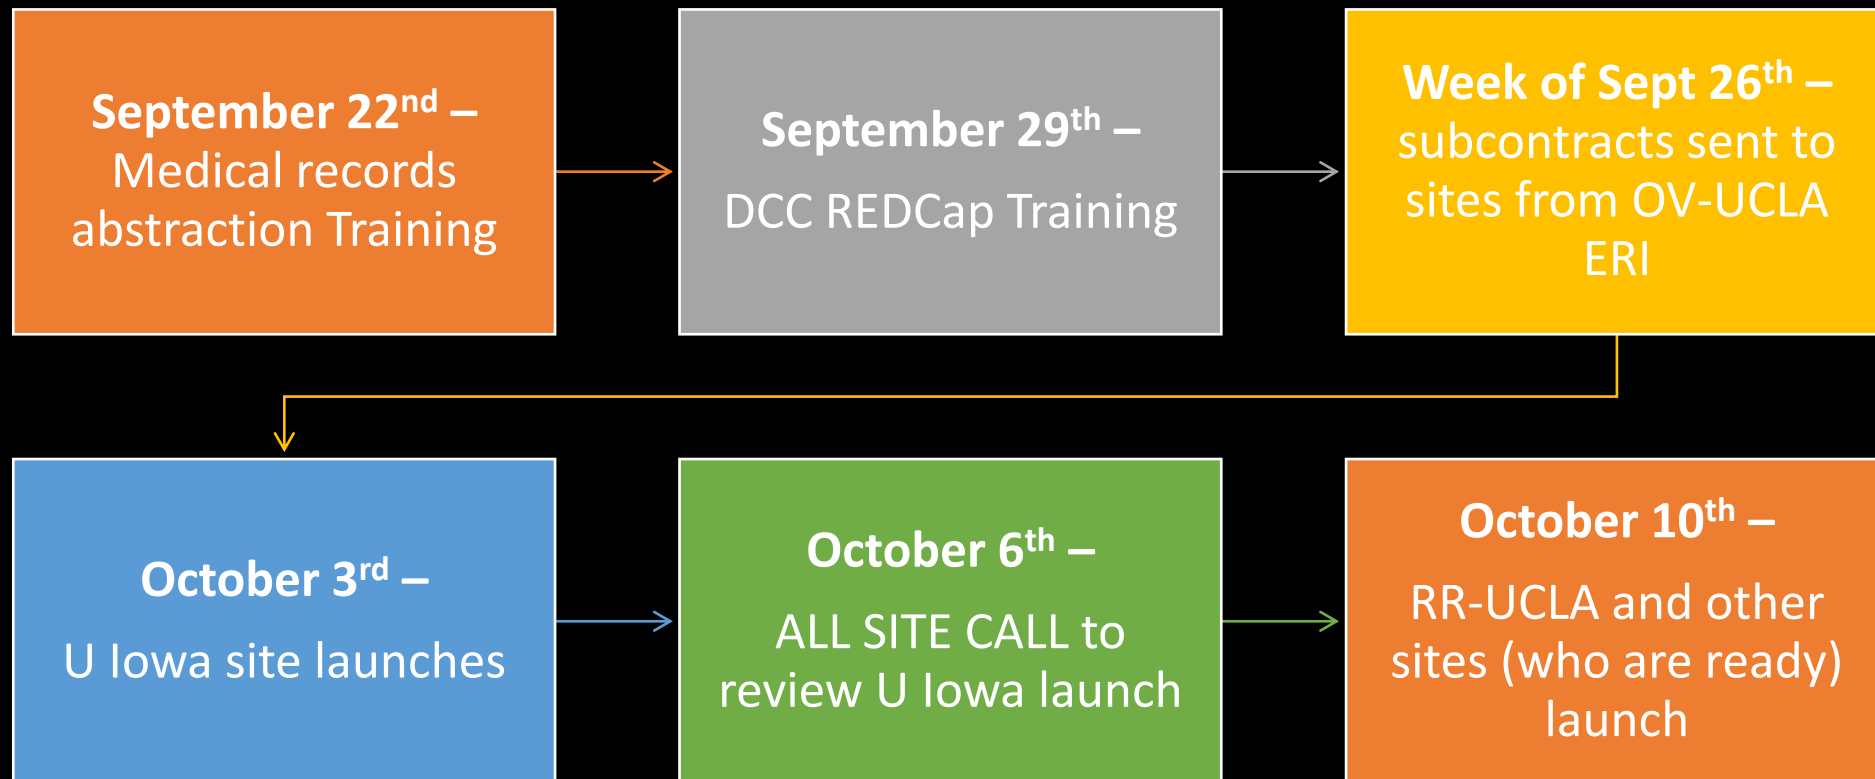 September 22nd –
Medical records
abstraction Training
September 29th –
DCC REDCap Training
Week of Sept 26th –
subcontracts sent to
sites from OV-UCLA
ERI
October 3rd –
U Iowa site launches
October 6th –
ALL SITE CALL to
review U Iowa launch
October 10th –
RR-UCLA and other
sites (who are ready)
launch